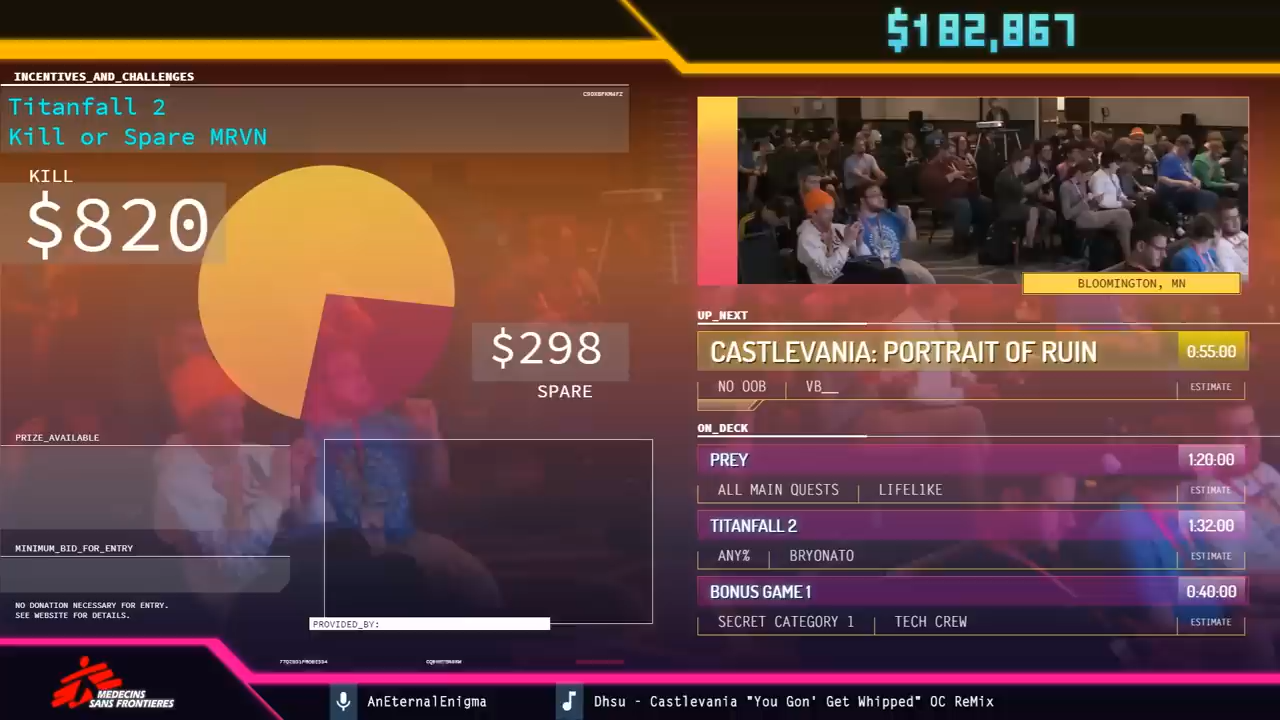 $182,867
INCENTIVES_AND_CHALLENGES
Titanfall 2
Kill or Spare MRVN
KILL
$820
$298
SPARE
PRIZE_AVAILABLE
MINIMUM_BID_FOR_ENTRY
NO DONATION NECESSARY FOR ENTRY.
SEE WEBSITE FOR DETAILS.
PROVIDED_BY:
BLOOMINGTON, MN
UP_NEXT
CASTLEVANIA: PORTRAIT OF RUIN 0:55:00
NO OOB VB__ ESTIMATE
ON_DECK
PREY 1:20:00
ALL MAIN QUESTS LIFEL1KE ESTIMATE
TITANFALL 2 1:32:00
ANY% BRYONATO ESTIMATE
BONUS GAME 1 0:40:00
SECRET CATEGORY 1 TECH CREW ESTIMATE
MEDECINS
SANS FRONTIERES
AnEternalEnigma
Dhsu - Castlevania "You Gon' Get Whipped" OC ReMix